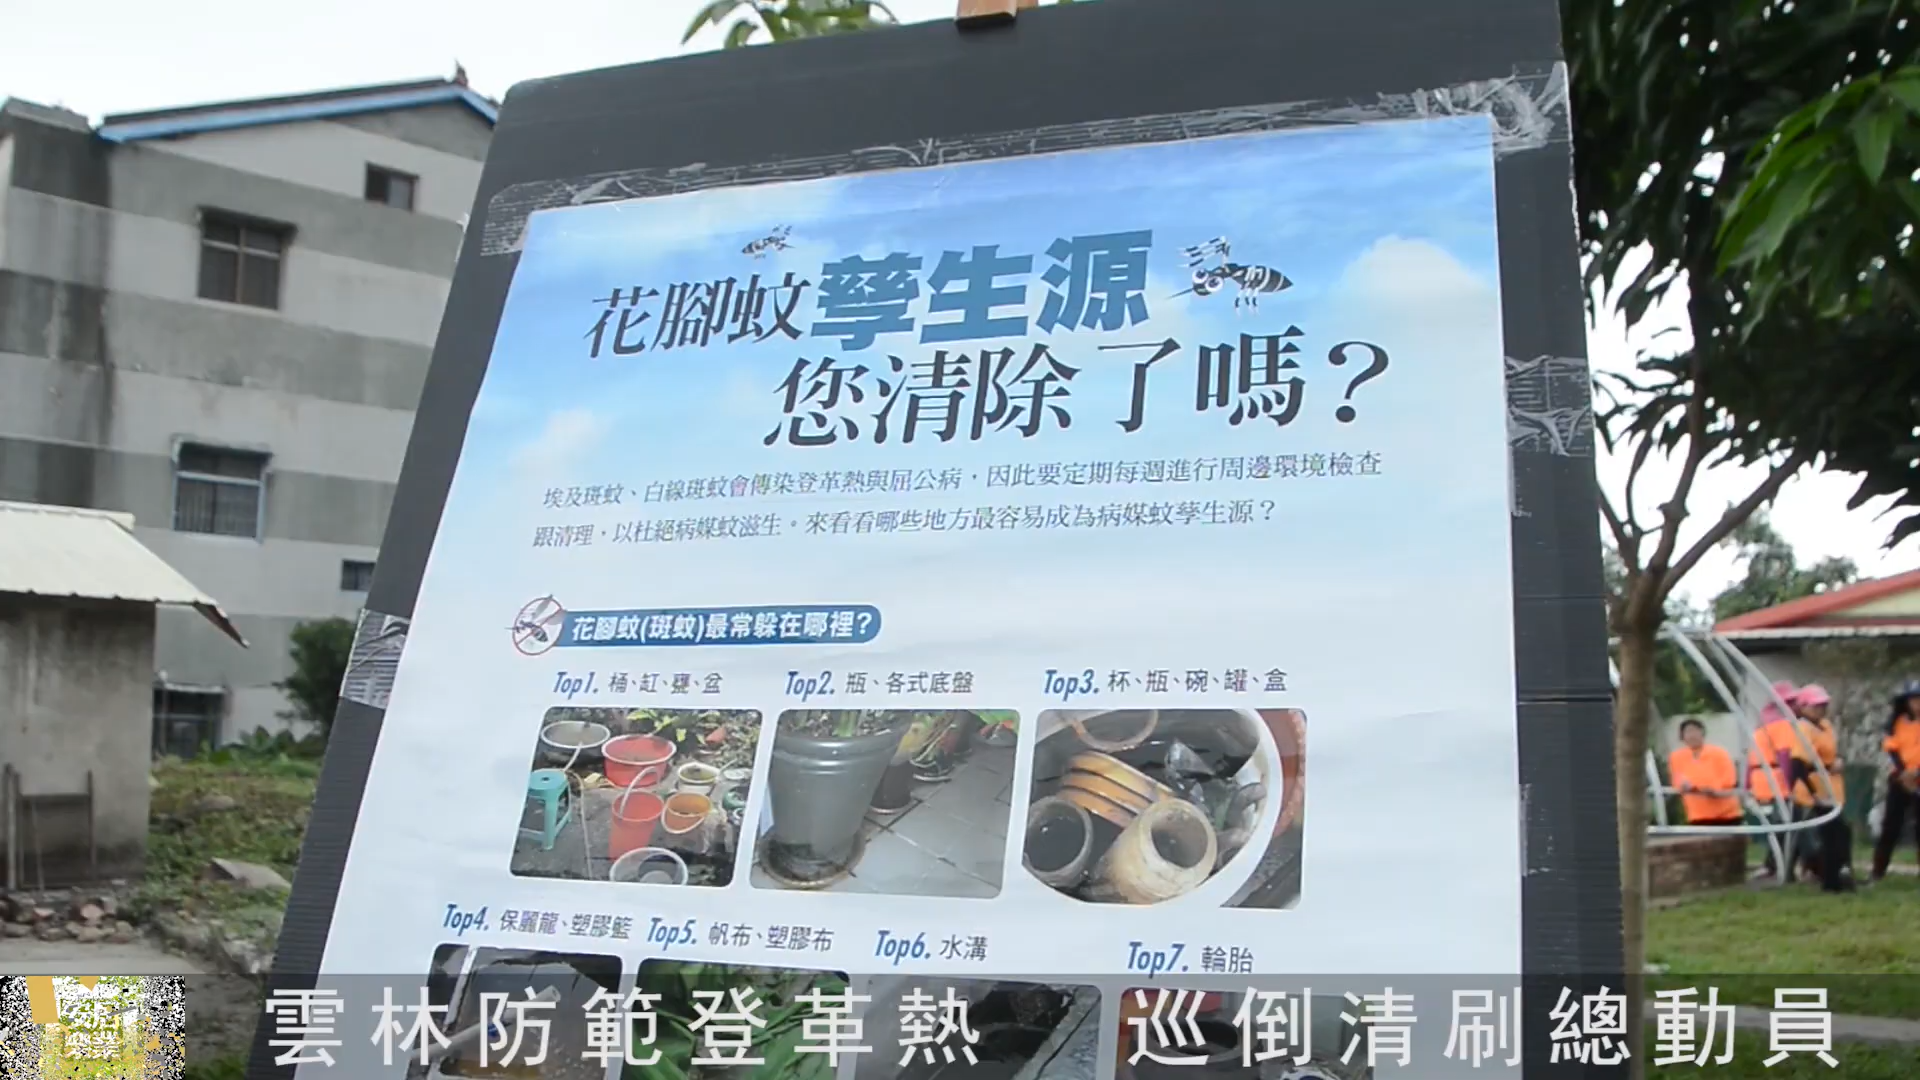 花腳蚊孳生源
您清除了嗎？
埃及斑蚊、白線斑蚊會傳染登革熱與屈公病，因此要定期每週進行周邊環境檢查
跟清理，以杜絕病媒蚊滋生。來看看哪些地方最容易成為病媒蚊孳生源？
花腳蚊(斑蚊)最常躲在哪裡？
Top1. 桶、缸、甕、盆
Top2. 瓶、各式底盤
Top3. 杯、瓶、碗、罐、盒
Top4. 保麗龍、塑膠籃
Top5. 帆布、塑膠布
Top6. 水溝
Top7. 輪胎
雲林防範登革熱 巡倒清刷總動員